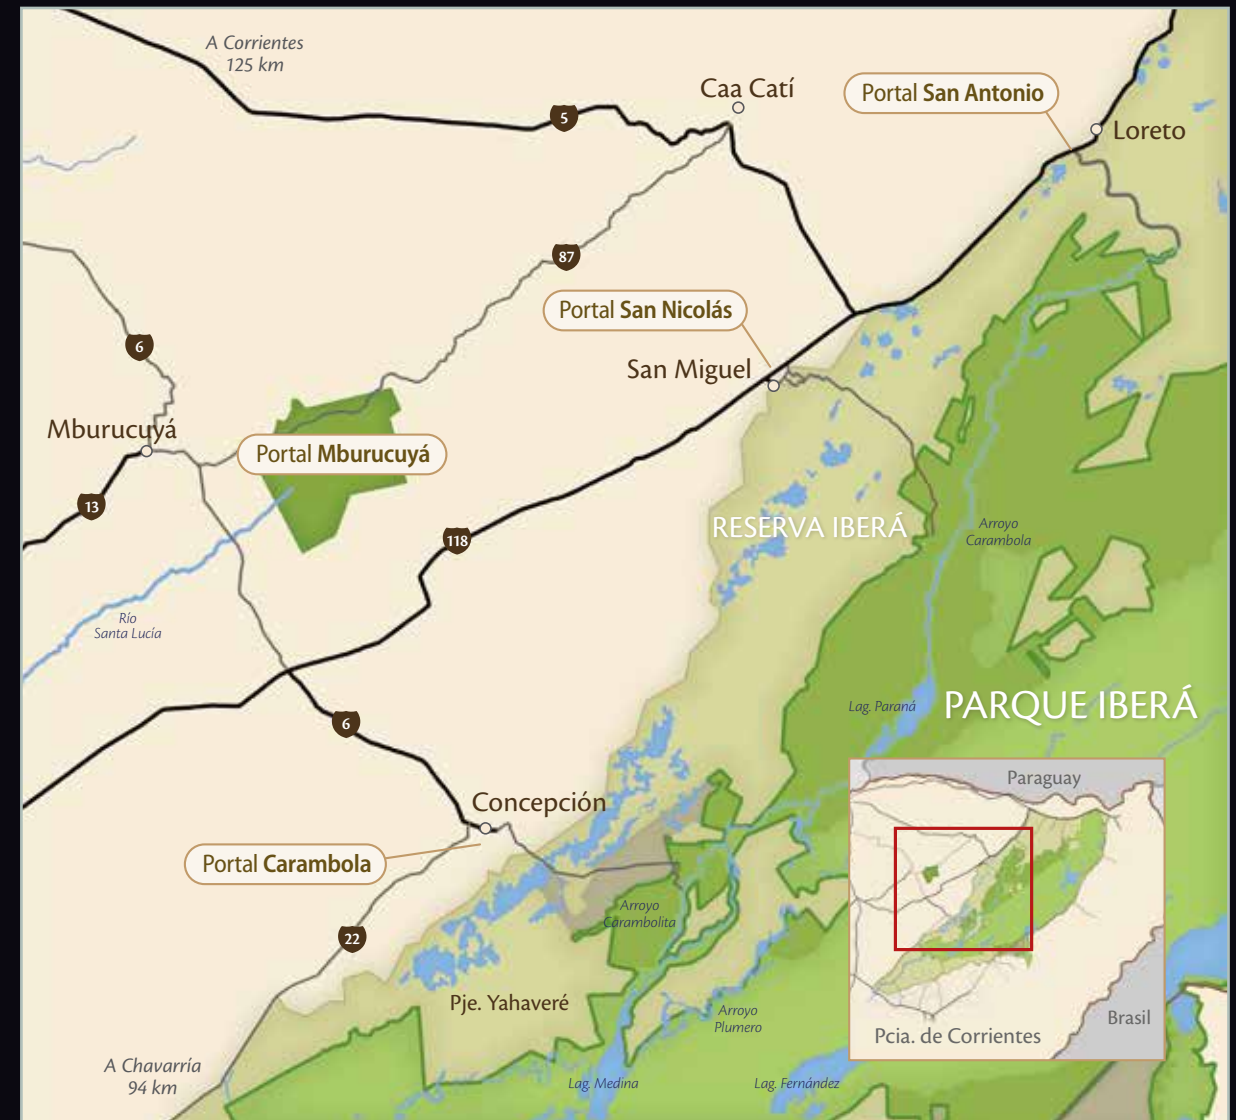 A Corrientes
125 km
Caa Catí
Portal San Antonio
Loreto
5
87
Portal San Nicolás
6
San Miguel
Mburucuyá
Portal Mburucuyá
13
118
RESERVA IBERÁ
Arroyo
Carambola
Río
Santa Lucía
Lag. Paraná
PARQUE IBERÁ
6
Paraguay
Concepción
Portal Carambola
Arroyo
Carambolita
22
Pje. Yahaveré
Arroyo
Plumero
Brasil
Pcia. de Corrientes
A Chavarría
94 km
Lag. Medina
Lag. Fernández